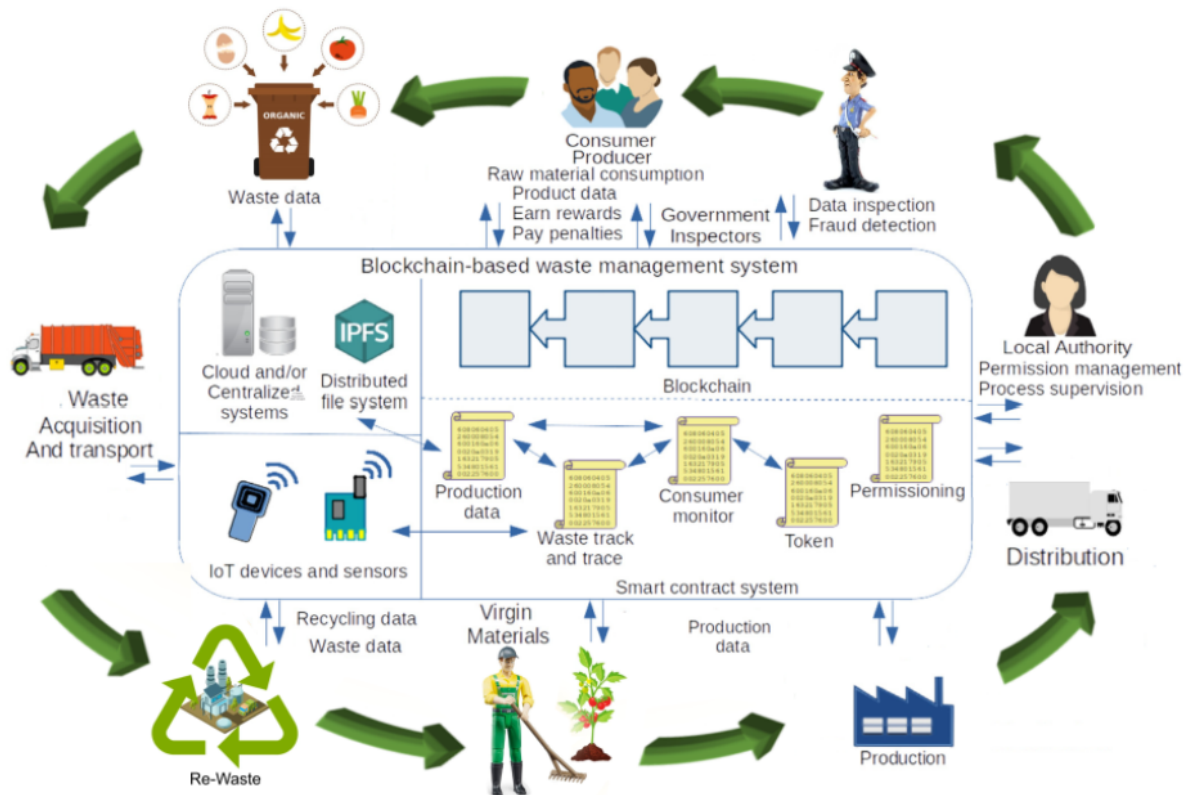 ORGANIC
Waste data
Consumer
Producer
Raw material consumption
Product data
Earn rewards
Pay penalties
Government
Inspectors
Data inspection
Fraud detection
Blockchain-based waste management system
Cloud and/or
Centralized
systems
IPFS
Distributed
file system
Blockchain
Local Authority
Permission management
Process supervision
Waste
Acquisition
And transport
Production
data
Waste track
and trace
Consumer
monitor
Token
Permissioning
IoT devices and sensors
Smart contract system
Distribution
Recycling data
Waste data
Virgin
Materials
Production
data
Re-Waste
Production